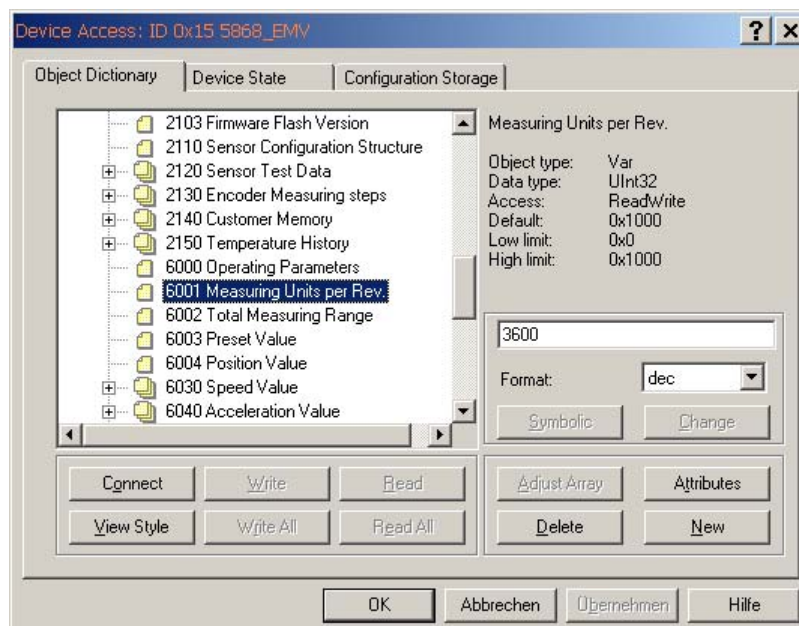 Device Access: ID 0x15 5868_EMV
Object Dictionary
Device State
Configuration Storage
2103 Firmware Flash Version
2110 Sensor Configuration Structure
2120 Sensor Test Data
2130 Encoder Measuring steps
2140 Customer Memory
2150 Temperature History
6000 Operating Parameters
6001 Measuring Units per Rev.
6002 Total Measuring Range
6003 Preset Value
6004 Position Value
6030 Speed Value
6040 Acceleration Value
Measuring Units per Rev.
Object type: Var
Data type: UInt32
Access: ReadWrite
Default: 0x1000
Low limit: 0x0
High limit: 0x1000
3600
Format: dec
Symbolic Change
Connect Write Read
View Style Write All Read All
Adjust Array Attributes
Delete New
OK Abbrechen Übernehmen Hilfe